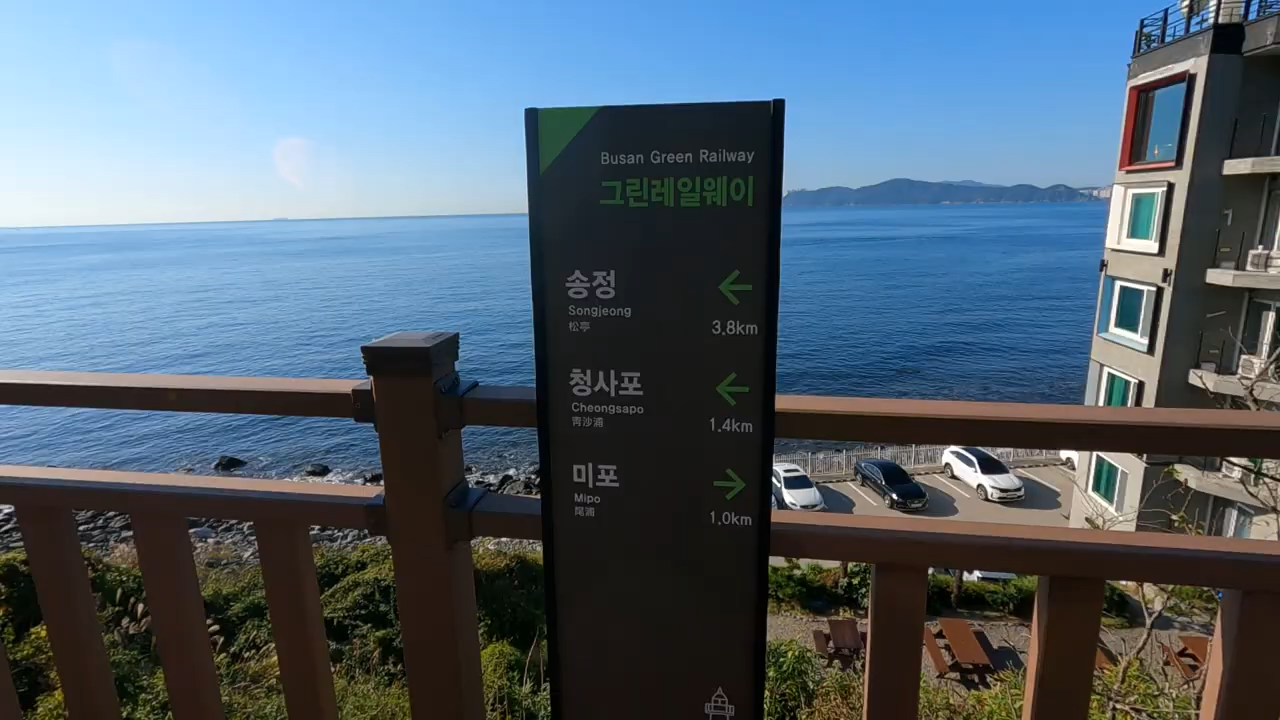 Busan Green Railway
그린레일웨이
송정
Songjeong
松亭
←
3.8km
청사포
Cheongsapo
靑沙浦
←
1.4km
미포
Mipo
尾浦
→
1.0km